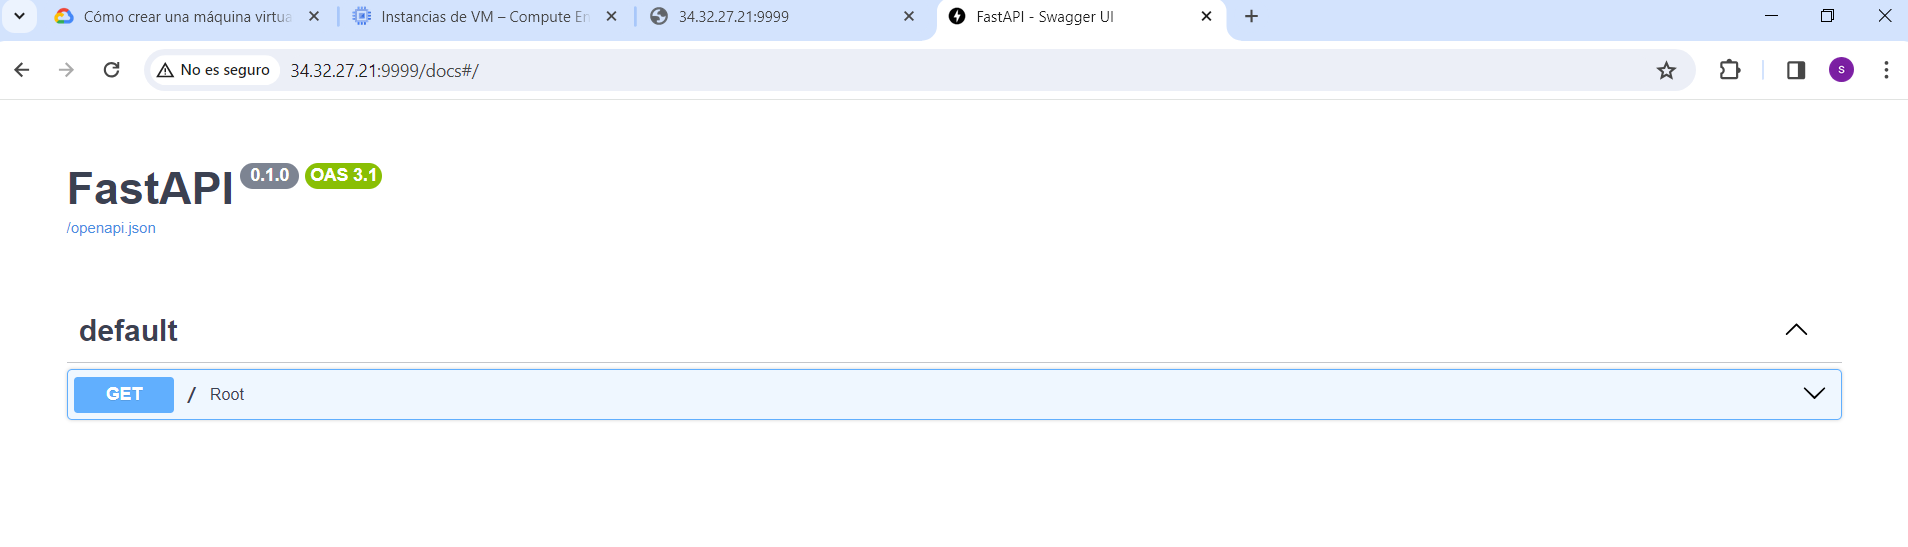 Cómo crear una máquina virtua
Instancias de VM – Compute En
34.32.27.21:9999
FastAPI - Swagger UI
No es seguro
34.32.27.21:9999/docs#/
s
FastAPI 0.1.0 OAS 3.1
/openapi.json
default
GET / Root